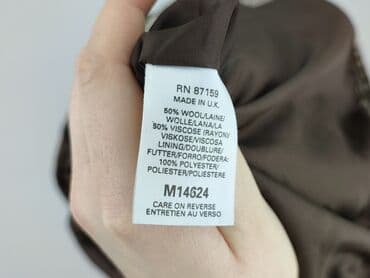 RN 87159
MADE IN U.K.
50% WOOL/LAINE/
WOLLE/LANA/LA
50% VISCOSE (RAYON)
VISKOSE/VISCOSA
LINING/DOUBLURE/
FUTTER/FORRO/FODERA:
100% POLYESTER/
POLIESTER/POLIESTERE
M14624
CARE ON REVERSE
ENTRETIEN AU VERSO